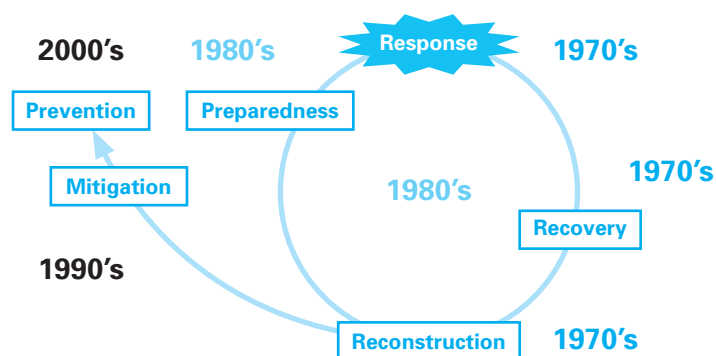 2000's
1980's
Response
1970's
Prevention
Preparedness
Mitigation
1980's
1970's
Recovery
1990's
Reconstruction
1970's